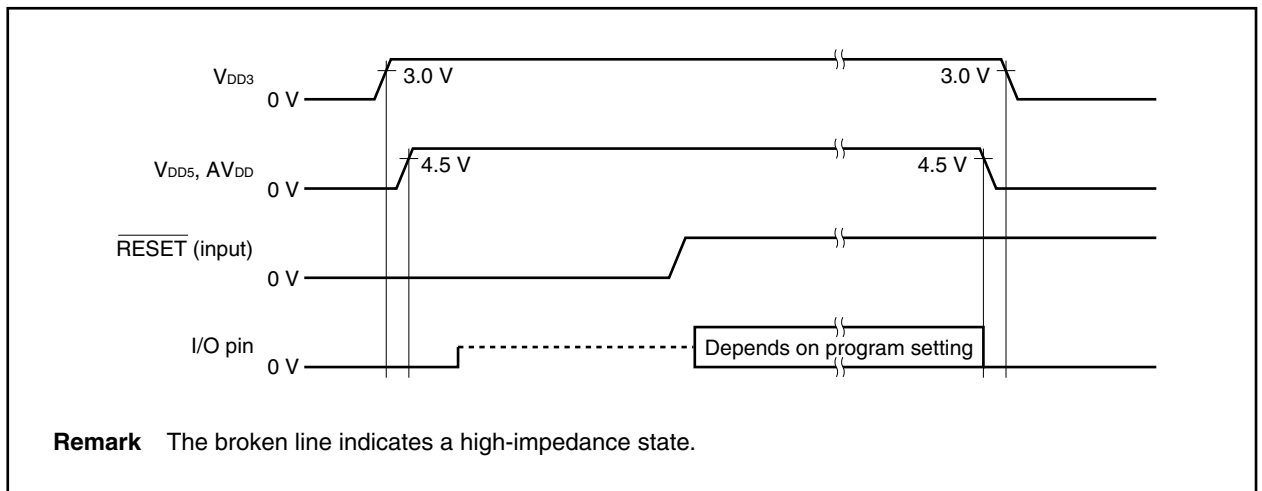 VDD3
3.0 V
3.0 V
0 V
VDD5, AVDD
4.5 V
4.5 V
0 V
RESET (input)
0 V
I/O pin
Depends on program setting
0 V
Remark The broken line indicates a high-impedance state.